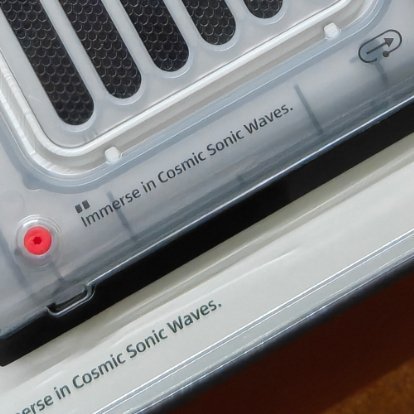 "Immerse in Cosmic Sonic Waves.
erse in Cosmic Sonic Waves.